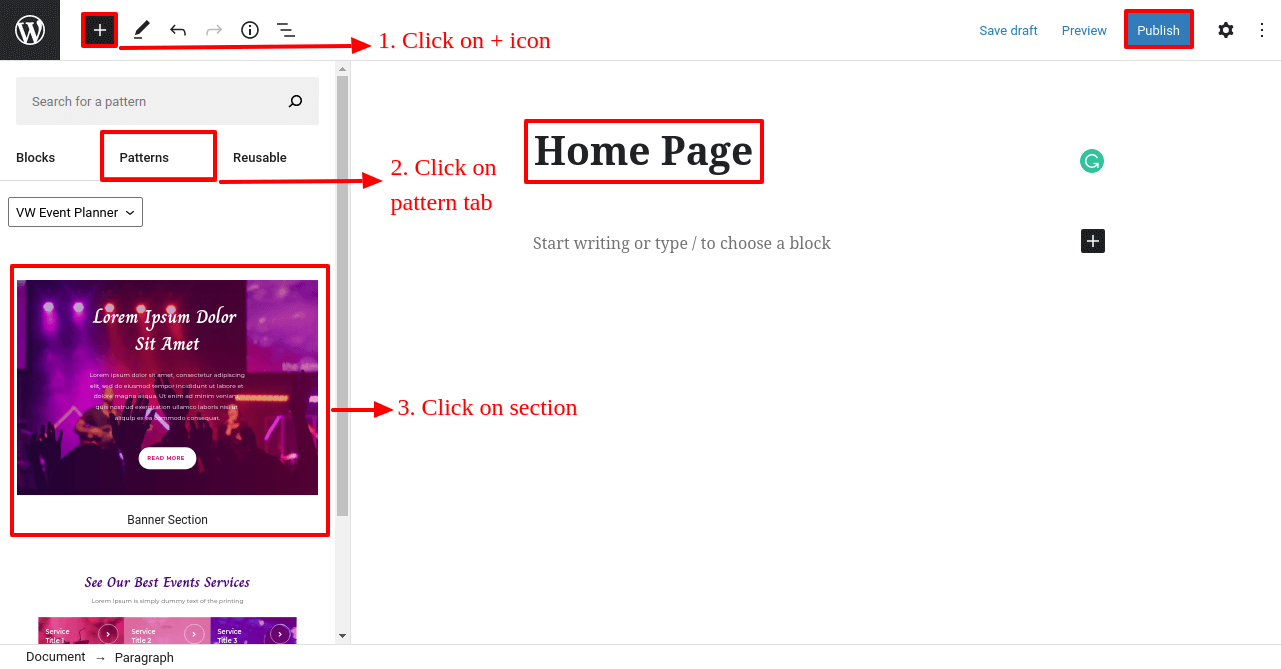 1. Click on + icon
Save draft
Preview
Publish
Search for a pattern
Blocks
Patterns
Reusable
2. Click on
pattern tab
VW Event Planner
Home Page
Start writing or type / to choose a block
Lorem Ipsum Dolor
Sit Amet
Lorem ipsum dolor sit amet, consectetur adipiscing
elit, sed do eiusmod tempor incididunt ut labore et
dolore magna aliqua. Ut enim ad minim veniam,
quis nostrud exercitation ullamco laboris nisi ut
aliquip ex ea commodo consequat.
READ MORE
3. Click on section
Banner Section
See Our Best Events Services
Lorem Ipsum is simply dummy text of the printing
Service
Title 1
Service
Title 2
Service
Title 3
Document → Paragraph